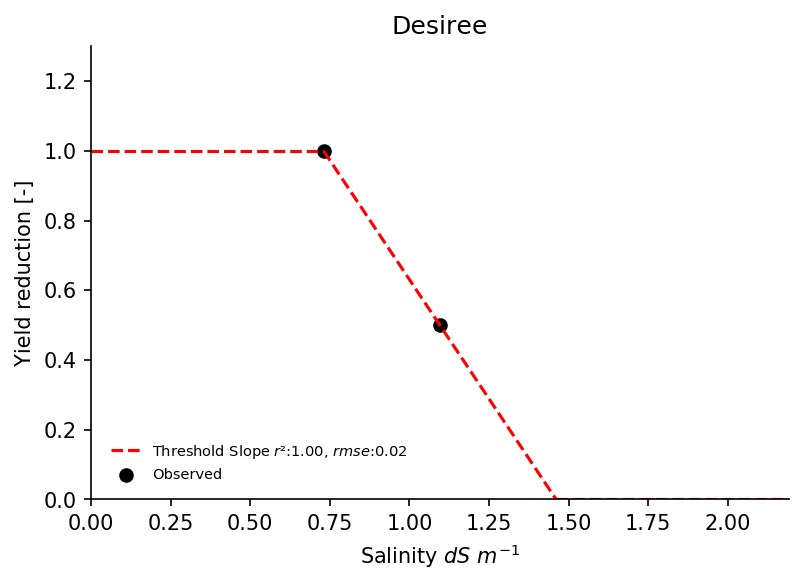 Desiree
Yield reduction [-]
1.2
1.0
0.8
0.6
0.4
0.2
0.0
Threshold Slope r²:1.00, rmse:0.02
Observed
0.00 0.25 0.50 0.75 1.00 1.25 1.50 1.75 2.00
Salinity dS m⁻¹